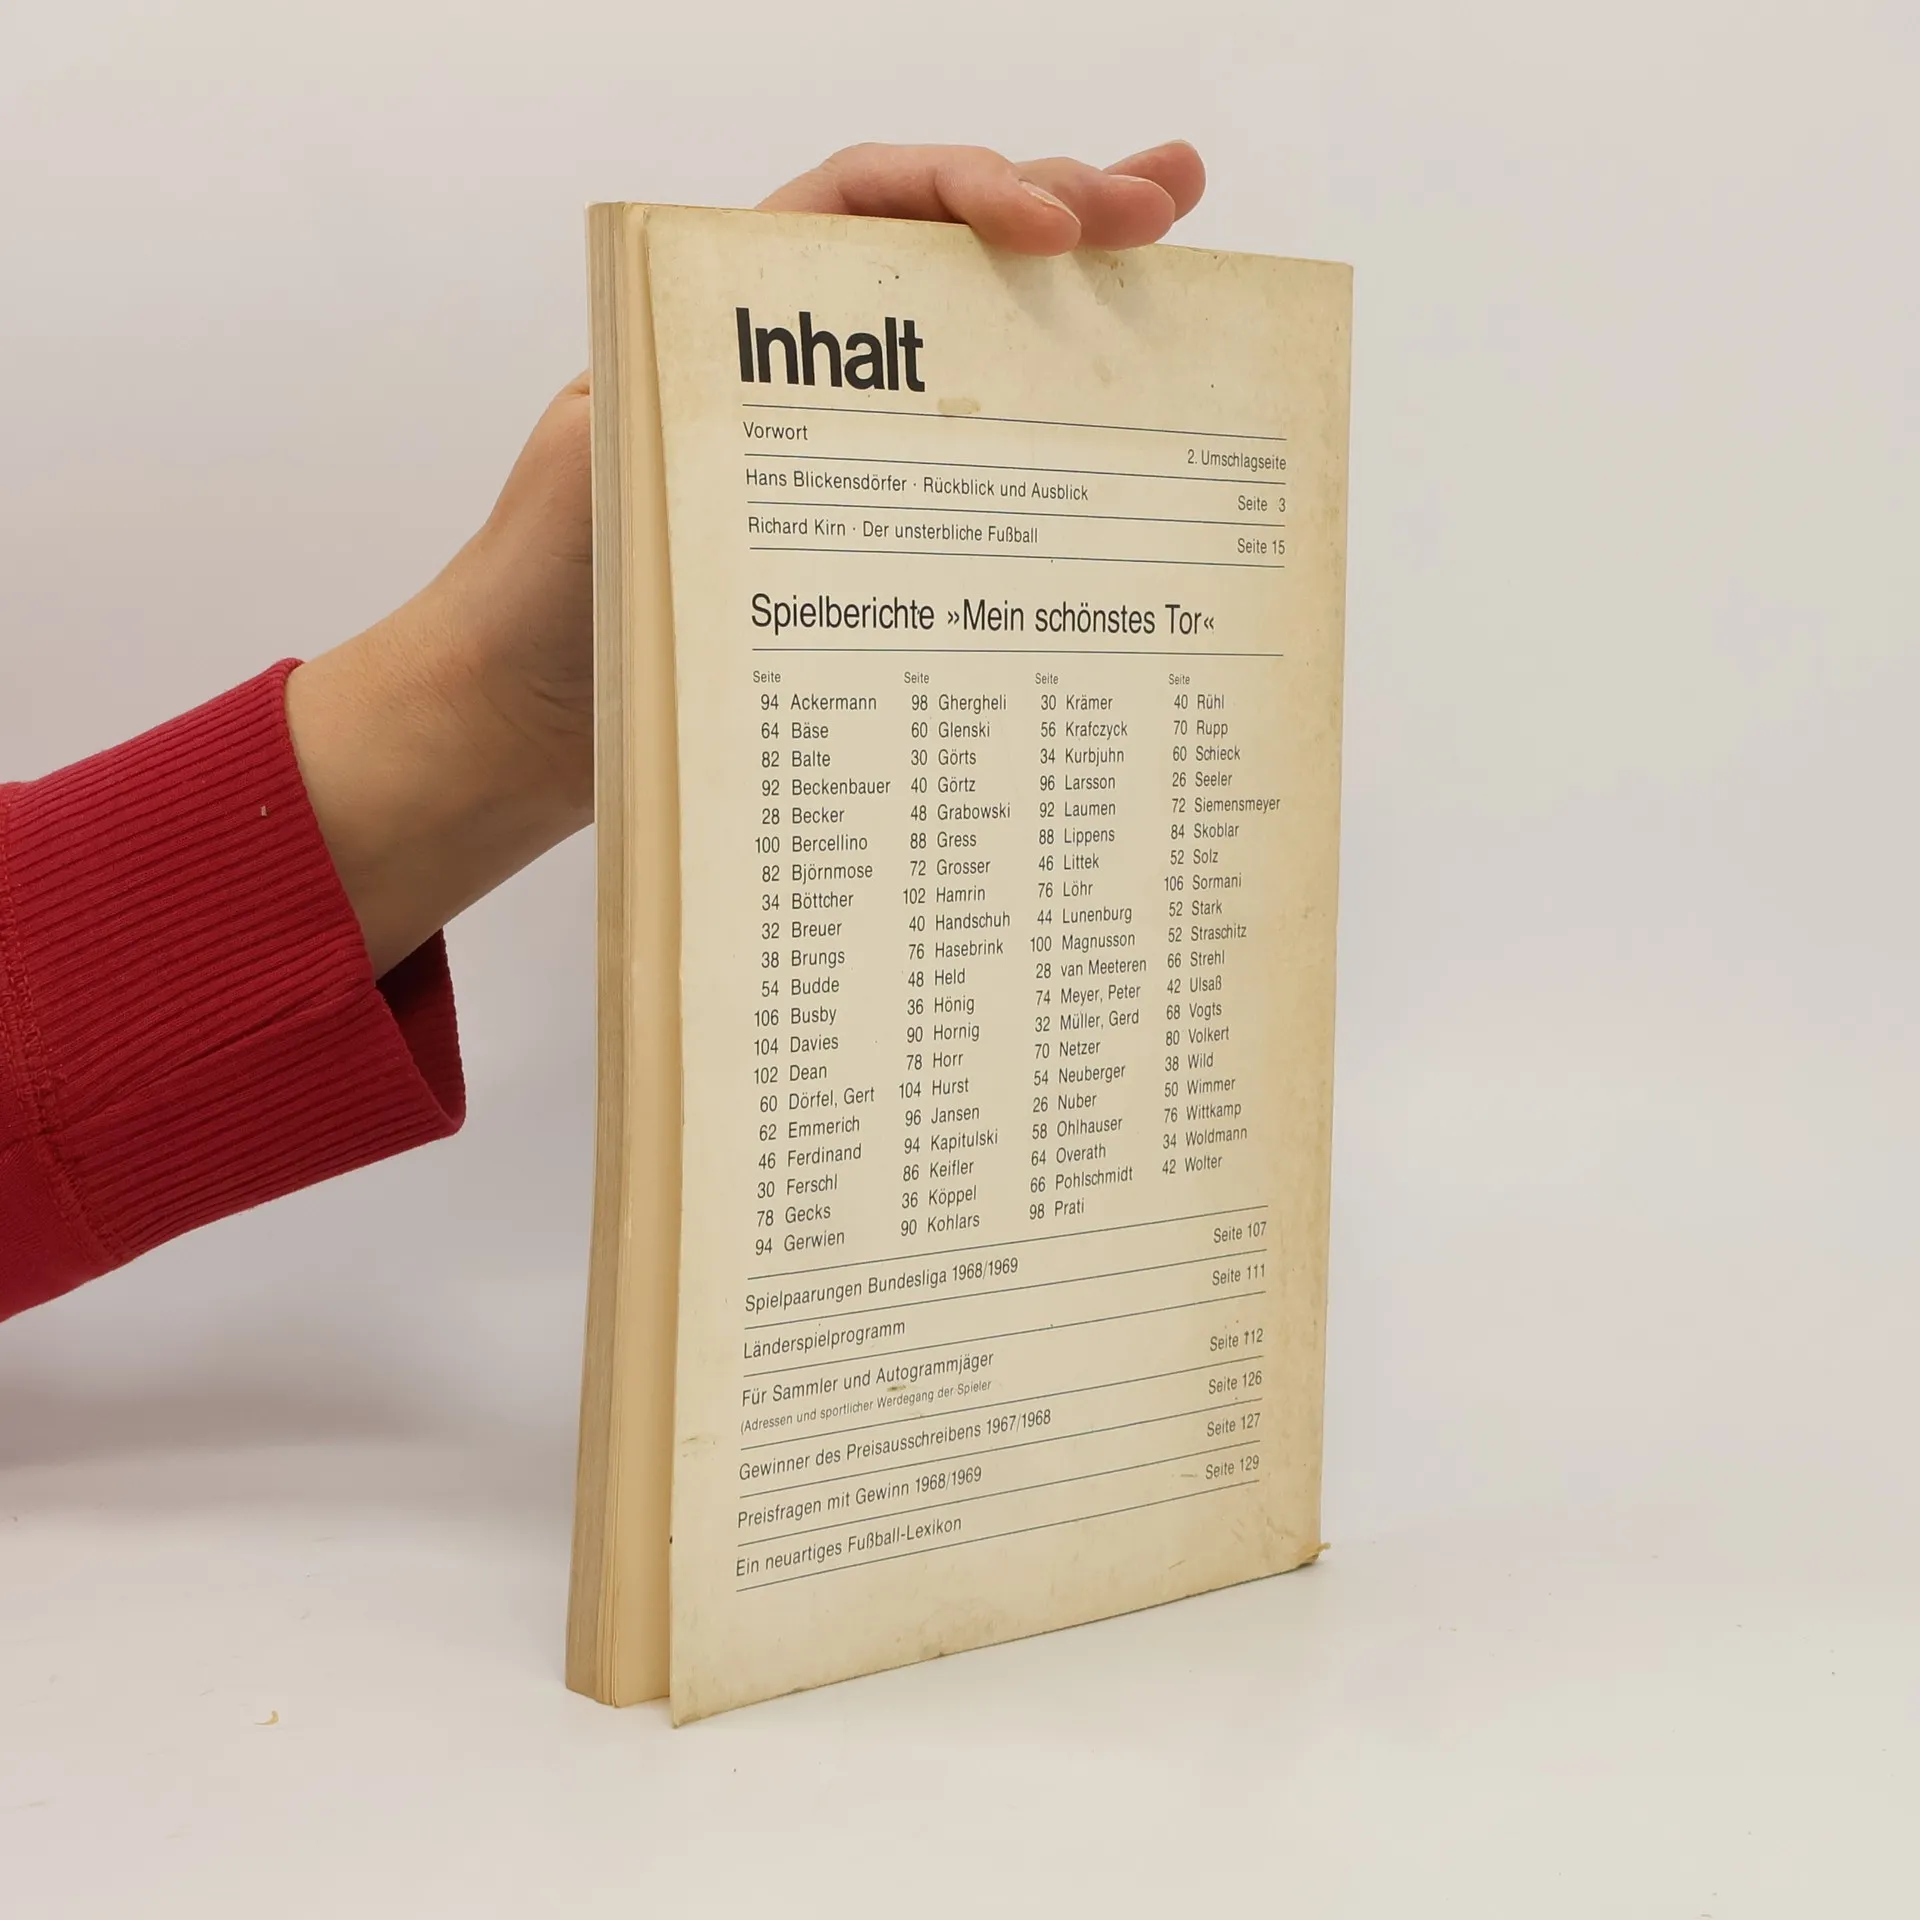 Inhalt
Vorwort 2. Umschlagseite
Hans Blickensdörfer · Rückblick und Ausblick Seite 3
Richard Kirn · Der unsterbliche Fußball Seite 15
Spielberichte »Mein schönstes Tor«
Seite
94 Ackermann
64 Bäse
82 Balte
92 Beckenbauer
28 Becker
100 Bercellino
82 Björnmose
34 Böttcher
32 Breuer
38 Brungs
54 Budde
106 Busby
104 Davies
102 Dean
60 Dörfel, Gert
62 Emmerich
46 Ferdinand
30 Ferschl
78 Gecks
94 Gerwien
Seite
98 Ghergheli
60 Glenski
30 Görts
40 Görtz
48 Grabowski
88 Gress
72 Grosser
102 Hamrin
40 Handschuh
76 Hasebrink
48 Held
36 Hönig
90 Hornig
78 Horr
104 Hurst
96 Jansen
94 Kapitulski
86 Keifler
36 Köppel
90 Kohlars
Seite
30 Krämer
56 Krafczyck
34 Kurbjuhn
96 Larsson
92 Laumen
88 Lippens
46 Littek
76 Löhr
44 Lunenburg
100 Magnusson
28 van Meeteren
74 Meyer, Peter
32 Müller, Gerd
70 Netzer
54 Neuberger
26 Nuber
58 Ohlhauser
64 Overath
66 Pohlschmidt
98 Prati
Seite
40 Rühl
70 Rupp
60 Schieck
26 Seeler
72 Siemensmeyer
84 Skoblar
52 Solz
106 Sormani
52 Stark
52 Straschitz
66 Strehl
42 Ulsaß
68 Vogts
80 Volkert
38 Wild
50 Wimmer
76 Wittkamp
34 Woldmann
42 Wolter
Spielpaarungen Bundesliga 1968/1969 Seite 107
Länderspielprogramm Seite 111
Für Sammler und Autogrammjäger Seite 112
(Adressen und sportlicher Werdegang der Spieler
Gewinner des Preisausschreibens 1967/1968 Seite 126
Preisfragen mit Gewinn 1968/1969 Seite 127
Ein neuartiges Fußball-Lexikon Seite 129